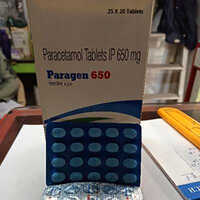 25 X 20 Tablets
Paracetamol Tablets IP 650 mg
Paragen 650